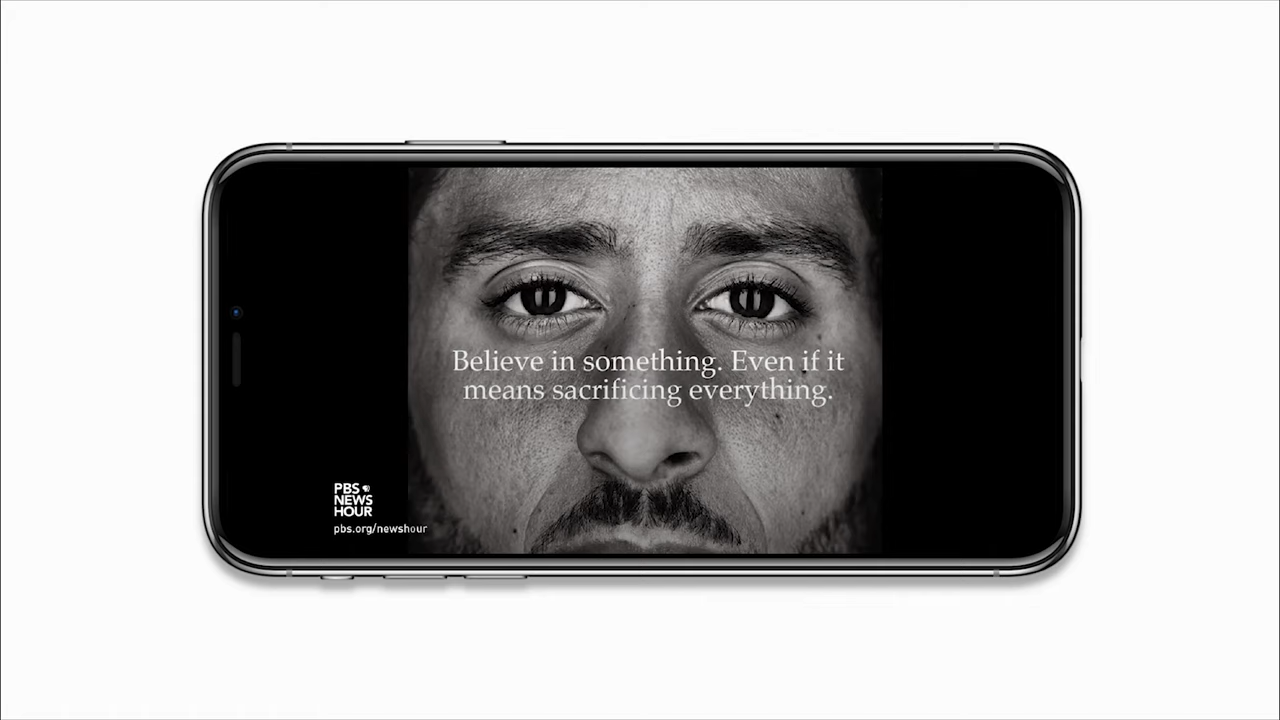 Believe in something. Even if it
means sacrificing everything.
PBS
NEWS
HOUR
pbs.org/newshour